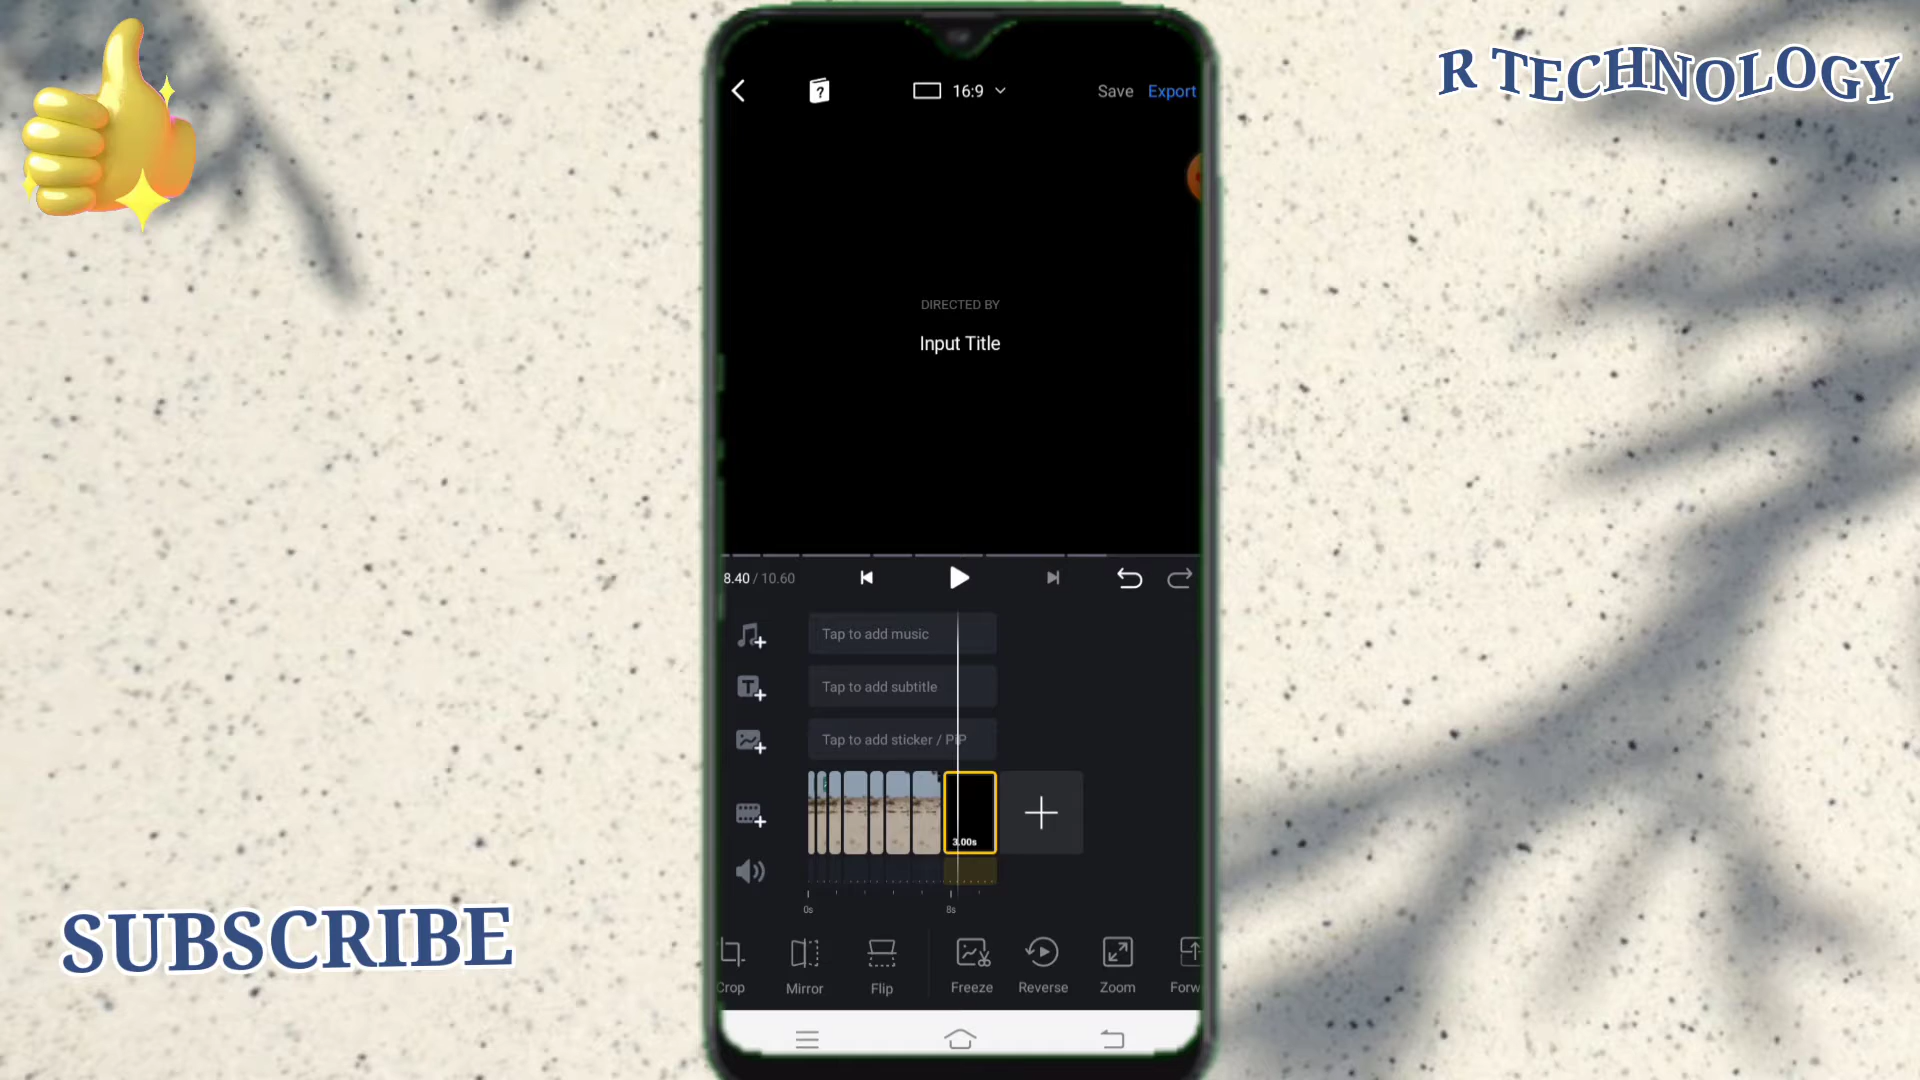 R TECHNOLOGY
?
16:9
Save
Export
DIRECTED BY
Input Title
8.40 / 10.60
Tap to add music
T
Tap to add subtitle
Tap to add sticker / PiP
3.00s
0s
8s
Crop
Mirror
Flip
Freeze
Reverse
Zoom
Forw
SUBSCRIBE